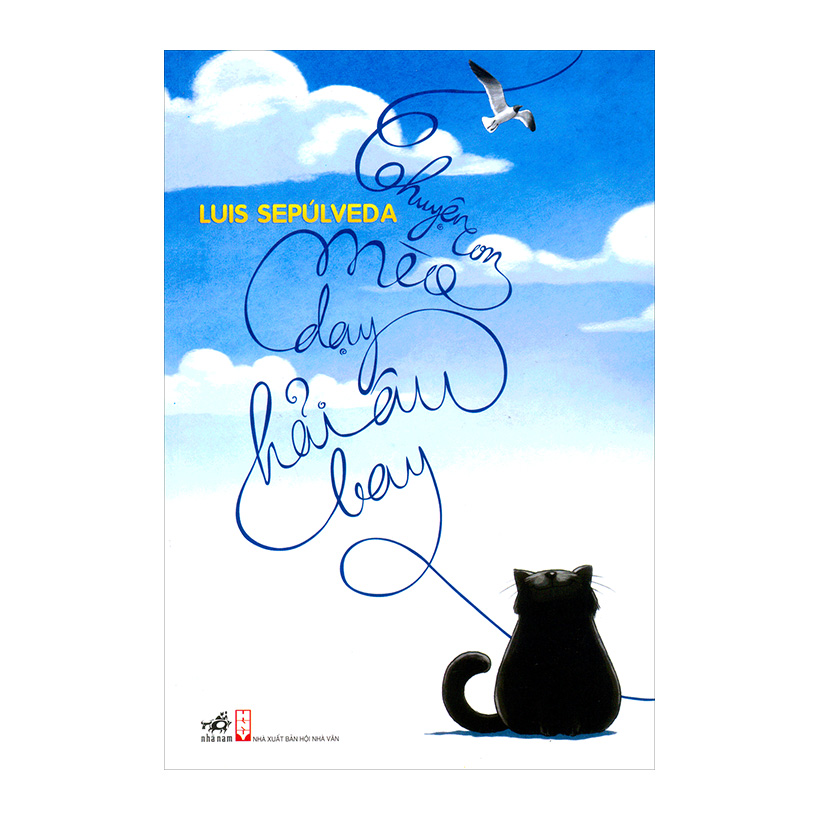 LUIS SEPÚLVEDA
Chuyện con
mèo
dạy
hải âu
bay
nhã nam
NHÀ XUẤT BẢN HỘI NHÀ VĂN